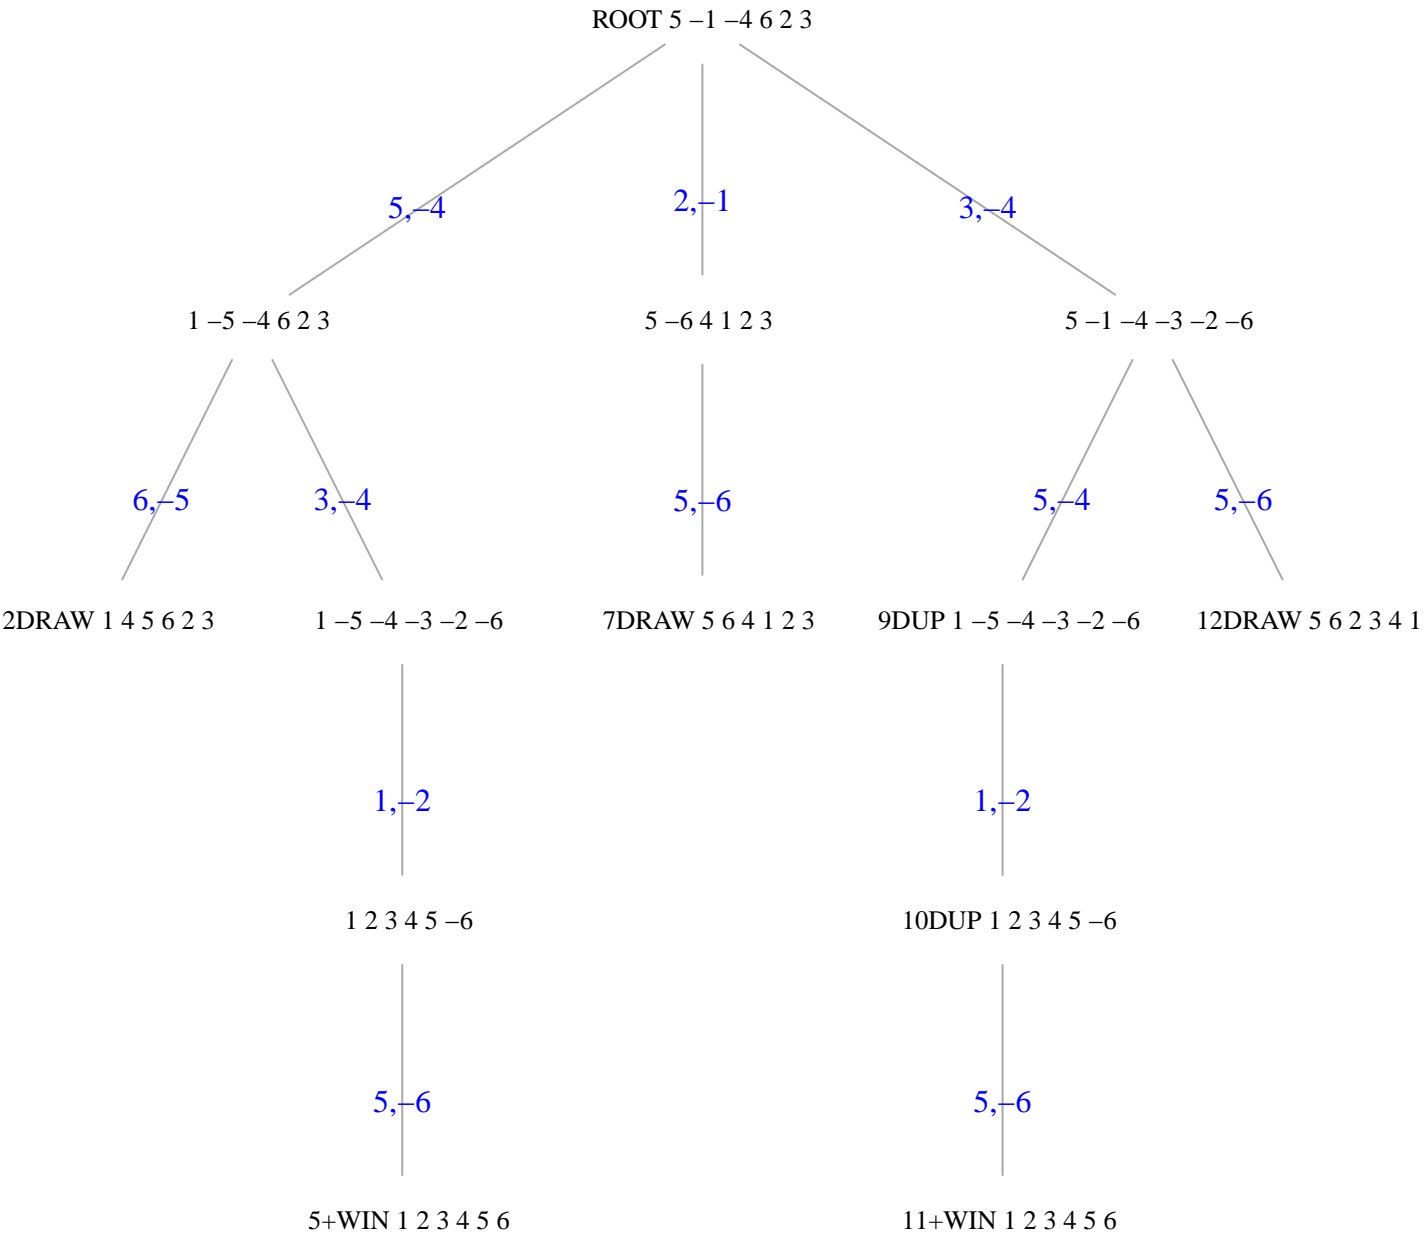 ROOT 5 –1 –4 6 2 3
5,–4
2,–1
3,–4
1 –5 –4 6 2 3
5 –6 4 1 2 3
5 –1 –4 –3 –2 –6
6,–5
3,–4
5,–6
5,–4
5,–6
2DRAW 1 4 5 6 2 3
1 –5 –4 –3 –2 –6
7DRAW 5 6 4 1 2 3
9DUP 1 –5 –4 –3 –2 –6
12DRAW 5 6 2 3 4 1
1,–2
1,–2
1 2 3 4 5 –6
10DUP 1 2 3 4 5 –6
5,–6
5,–6
5+WIN 1 2 3 4 5 6
11+WIN 1 2 3 4 5 6